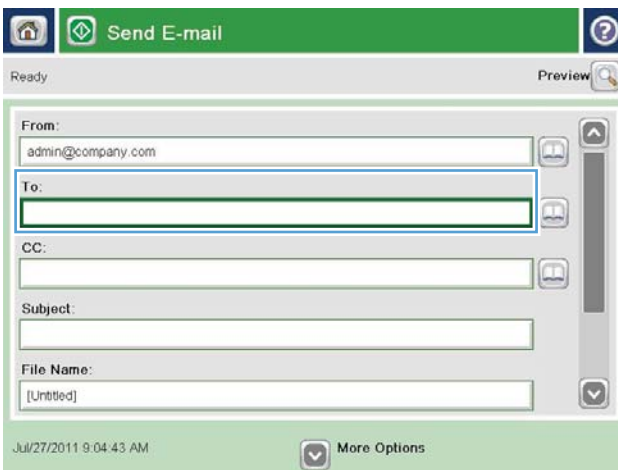 Send E-mail
?
Ready Preview
From:
admin@company.com
To:
CC:
Subject:
File Name:
[Untitled]
Jul/27/2011 9:04:43 AM More Options